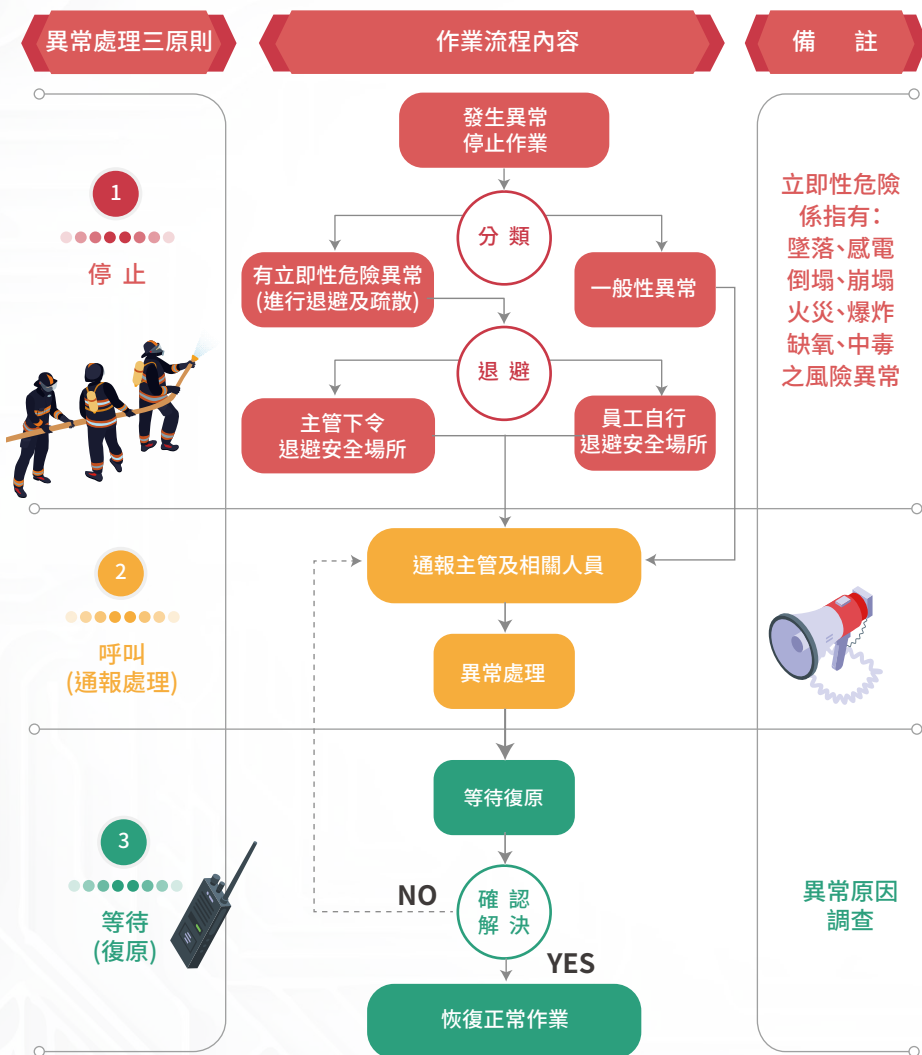 異常處理三原則
作業流程內容
備 註
1
停 止
發生異常
停止作業
分 類
有立即性危險異常
(進行退避及疏散)
一般性異常
退 避
主管下令
退避安全場所
員工自行
退避安全場所
立即性危險
係指有:
墜落、感電
倒塌、崩塌
火災、爆炸
缺氧、中毒
之風險異常
2
呼叫
(通報處理)
通報主管及相關人員
異常處理
3
等待
(復原)
等待復原
確 認
解 決
NO
YES
恢復正常作業
異常原因
調查